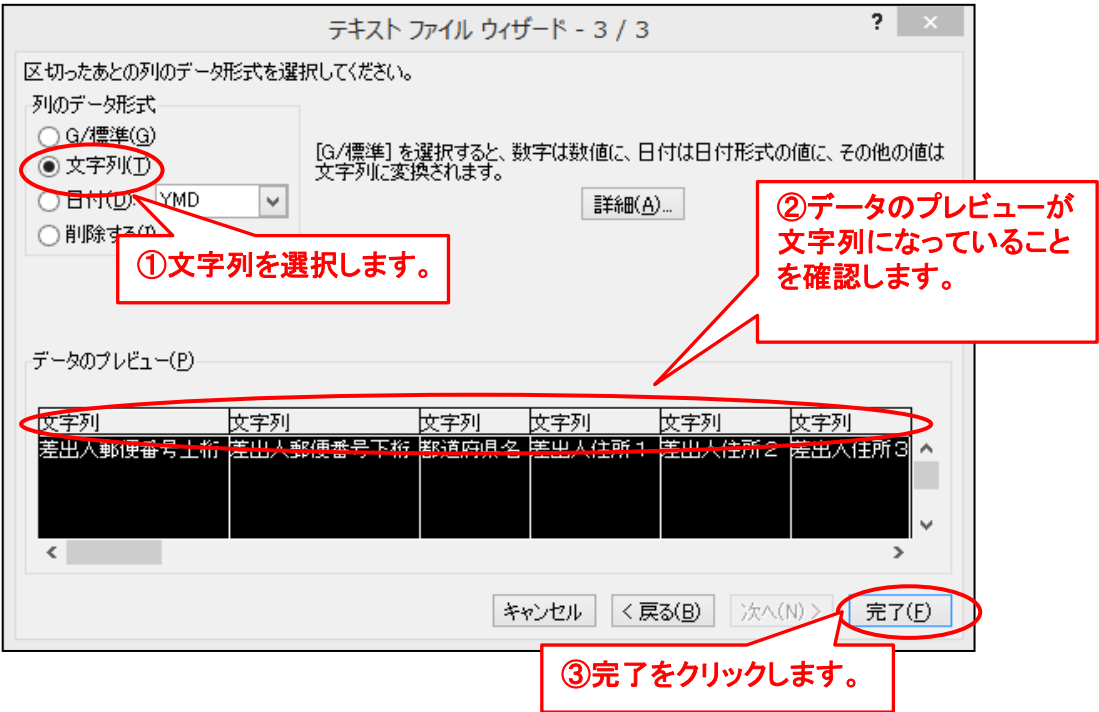 テキスト ファイル ウィザード - 3 / 3
? ×
区切ったあとの列のデータ形式を選択してください。
列のデータ形式
G/標準(G)
文字列(T)
日付(D): YMD
削除する(I)
[G/標準] を選択すると、数字は数値に、日付は日付形式の値に、その他の値は
文字列に変換されます。
詳細(A)...
①文字列を選択します。
②データのプレビューが
文字列になっていること
を確認します。
データのプレビュー(P)
文字列 文字列 文字列 文字列 文字列 文字列
差出人郵便番号上桁 差出人郵便番号下桁 都道府県名 差出人住所1 差出人住所2 差出人住所3
キャンセル < 戻る(B) 次へ(N) > 完了(F)
③完了をクリックします。